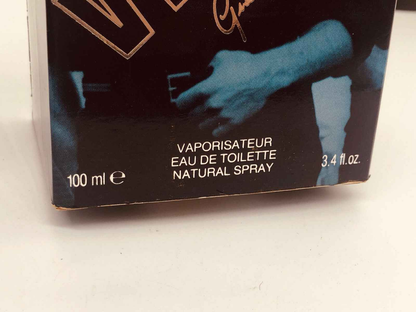 VAPORISATEUR
EAU DE TOILETTE
NATURAL SPRAY
100 ml ℮
3.4 fl.oz.